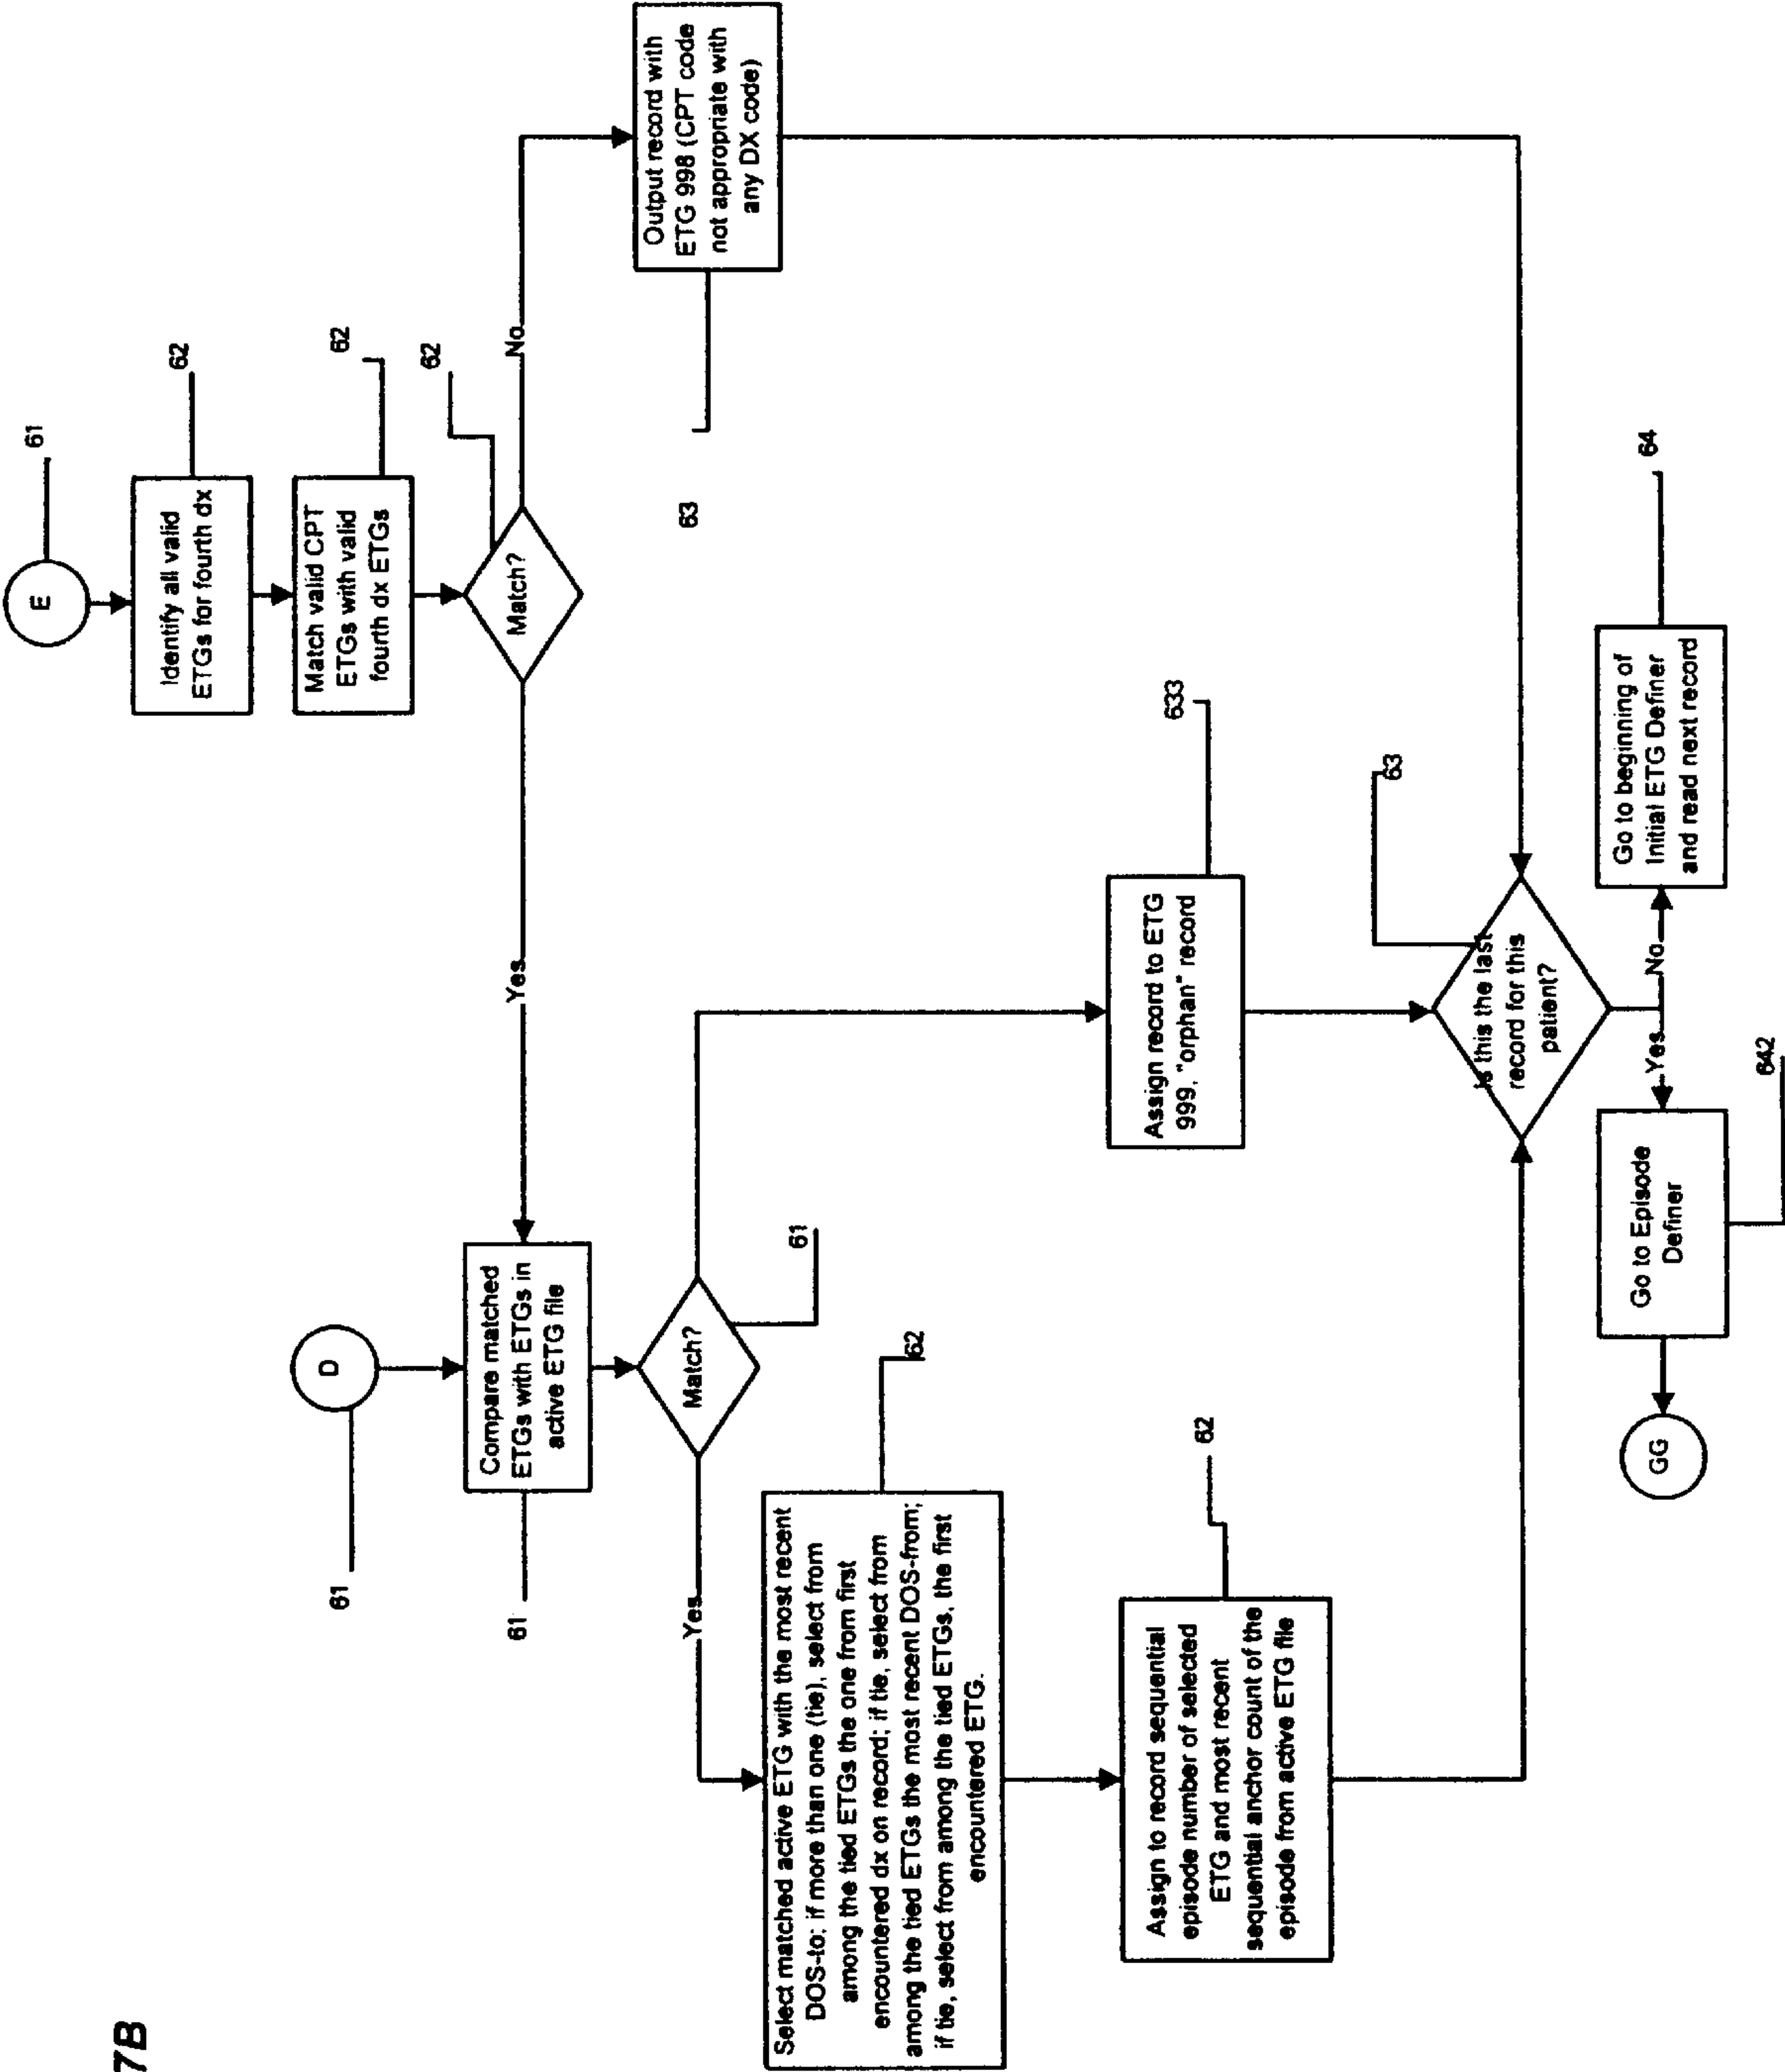 7B
E
61
Identify all valid
ETGs for fourth dx
62
Match valid CPT
ETGs with valid
fourth dx ETGs
62
Match?
62
No
Yes
Output record with
ETG 998 (CPT code
not appropriate with
any DX code)
63
D
61
Compare matched
ETGs with ETGs in
active ETG file
61
Match?
61
Yes
Select matched active ETG with the most recent
DOS-to; if more than one (tie), select from
among the tied ETGs the one from first
encountered dx on record; if tie, select from
among the tied ETGs the most recent DOS-from;
if tie, select from among the tied ETGs, the first
encountered ETG.
62
Assign to record sequential
episode number of selected
ETG and most recent
sequential anchor count of the
episode from active ETG file
62
Assign record to ETG
999, "orphan" record
633
Is this the last
record for this
patient?
63
Yes
No
Go to Episode
Definer
642
Go to beginning of
Initial ETG Definer
and read next record
64
GG